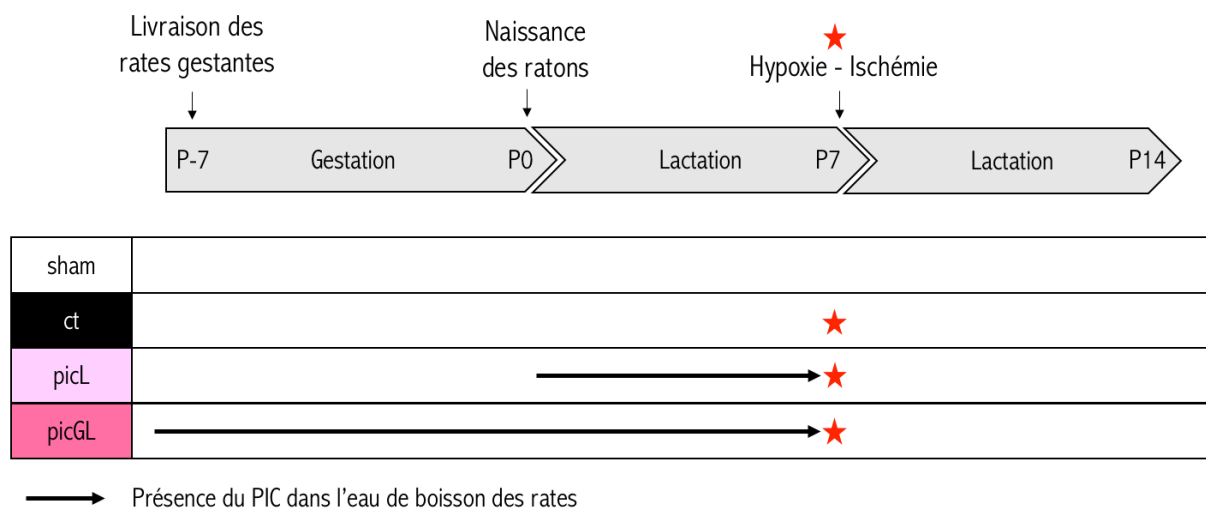 Livraison des
rates gestantes
Naissance
des ratons
Hypoxie - Ischémie
P-7 Gestation P0 Lactation P7 Lactation P14
sham
ct
picL
picGL
Présence du PIC dans l'eau de boisson des rates